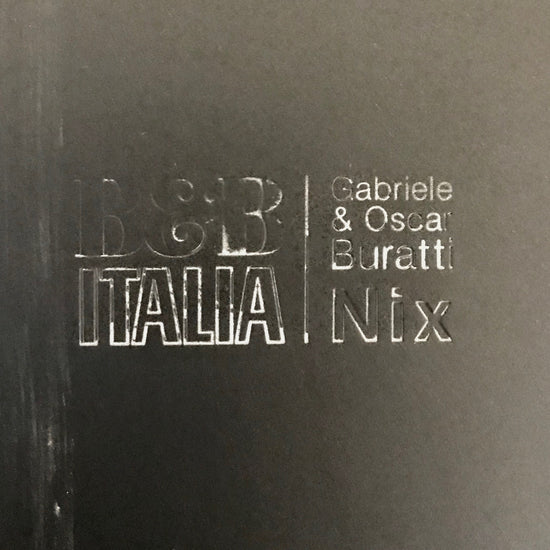 B&B
ITALIA
Gabriele
& Oscar
Buratti
Nix